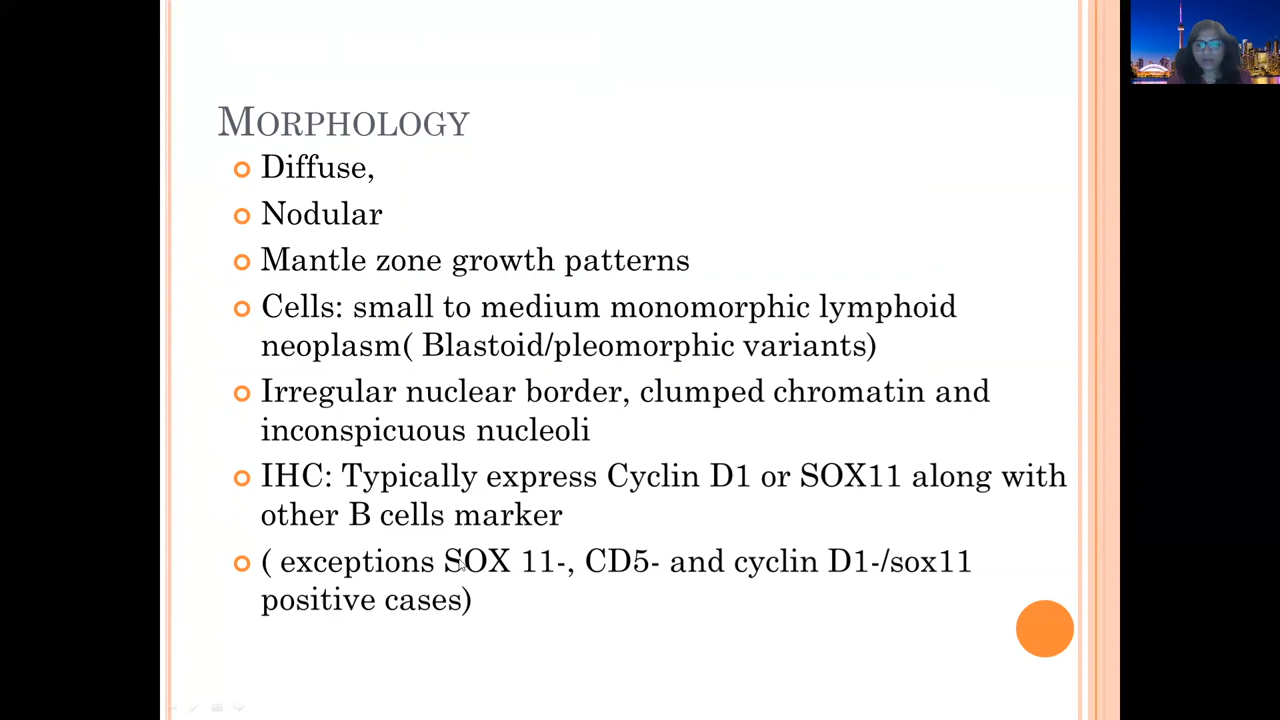 MORPHOLOGY
Diffuse,
Nodular
Mantle zone growth patterns
Cells: small to medium monomorphic lymphoid
neoplasm( Blastoid/pleomorphic variants)
Irregular nuclear border, clumped chromatin and
inconspicuous nucleoli
IHC: Typically express Cyclin D1 or SOX11 along with
other B cells marker
( exceptions SOX 11-, CD5- and cyclin D1-/sox11
positive cases)